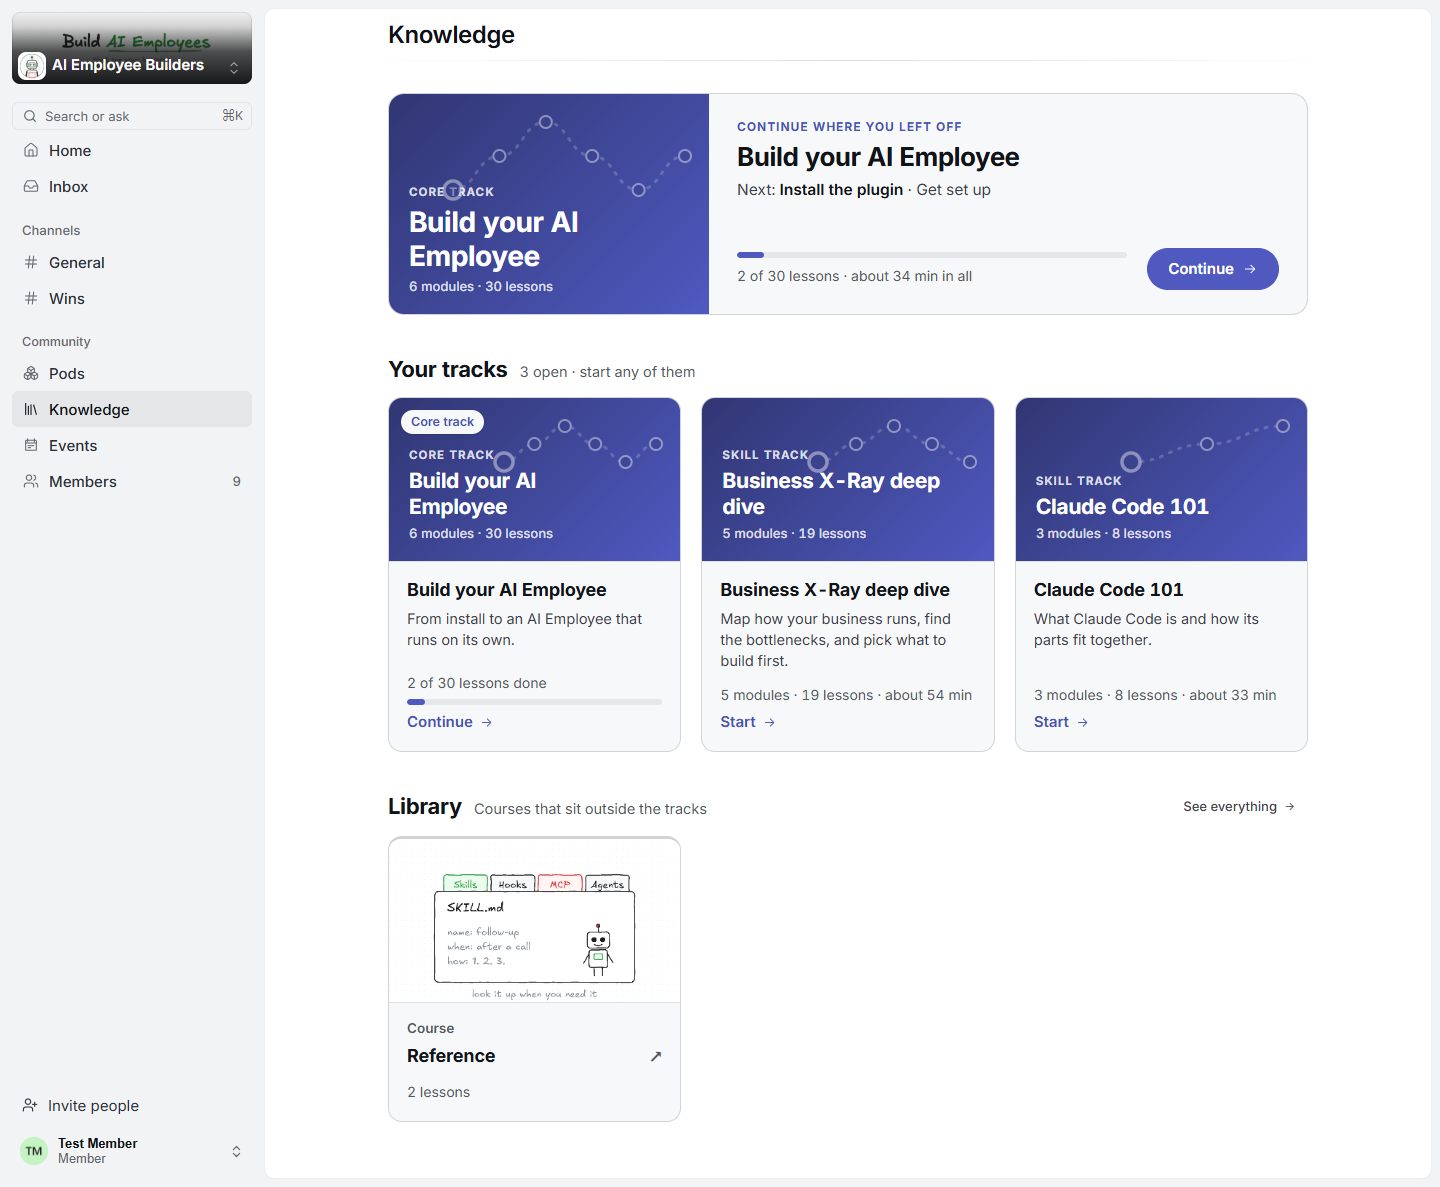 Build AI Employees
AI Employee Builders
Search or ask ⌘K
Home
Inbox
Channels
General
Wins
Community
Pods
Knowledge
Events
Members 9
Invite people
TM
Test Member
Member
Knowledge
CORE TRACK
Build your AI
Employee
6 modules · 30 lessons
CONTINUE WHERE YOU LEFT OFF
Build your AI Employee
Next: Install the plugin · Get set up
2 of 30 lessons · about 34 min in all
Continue →
Your tracks 3 open · start any of them
Core track
CORE TRACK
Build your AI
Employee
6 modules · 30 lessons
Build your AI Employee
From install to an AI Employee that
runs on its own.
2 of 30 lessons done
Continue →
SKILL TRACK
Business X-Ray deep
dive
5 modules · 19 lessons
Business X-Ray deep dive
Map how your business runs, find
the bottlenecks, and pick what to
build first.
5 modules · 19 lessons · about 54 min
Start →
SKILL TRACK
Claude Code 101
3 modules · 8 lessons
Claude Code 101
What Claude Code is and how its
parts fit together.
3 modules · 8 lessons · about 33 min
Start →
Library Courses that sit outside the tracks
See everything →
Skills Hooks MCP Agents
SKILL.md
name: follow-up
when: after a call
how: 1. 2. 3.
look it up when you need it
Course
Reference ↗
2 lessons